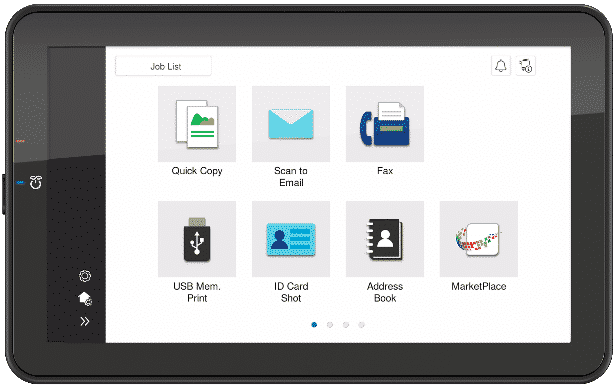 Job List
Quick Copy
Scan to
Email
Fax
USB Mem.
Print
ID Card
Shot
Address
Book
MarketPlace